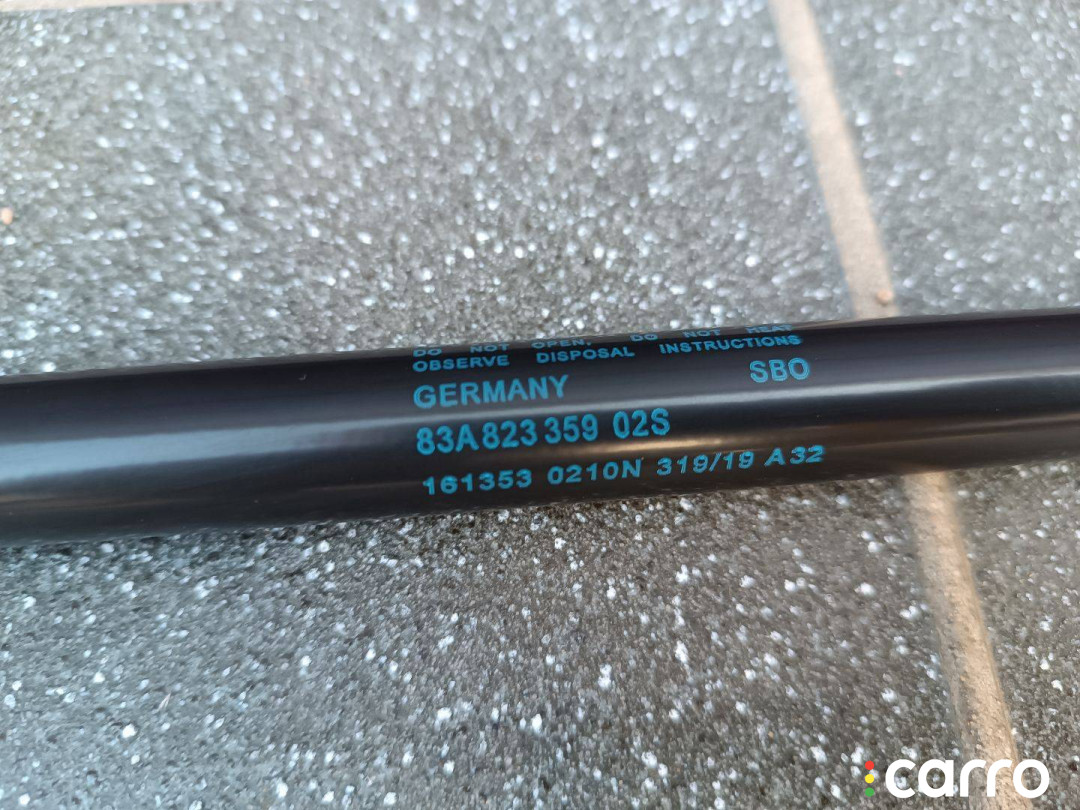 DO NOT OPEN, DO NOT HEAT
OBSERVE DISPOSAL INSTRUCTIONS
GERMANY SBO
83A 823 359 02S
161353 0210N 319/19 A32
carro